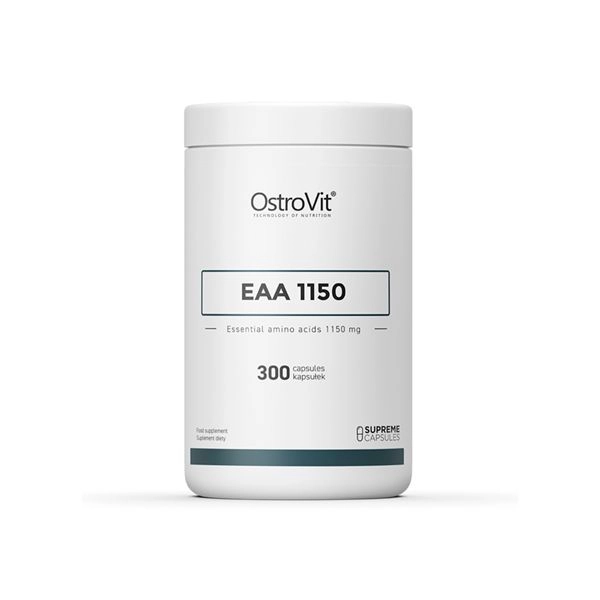 OstroVit®
TECHNOLOGY OF NUTRITION
EAA 1150
Essential amino acids 1150 mg
300 capsules
kapsułek
Food supplement
Suplement diety
SUPREME
CAPSULES